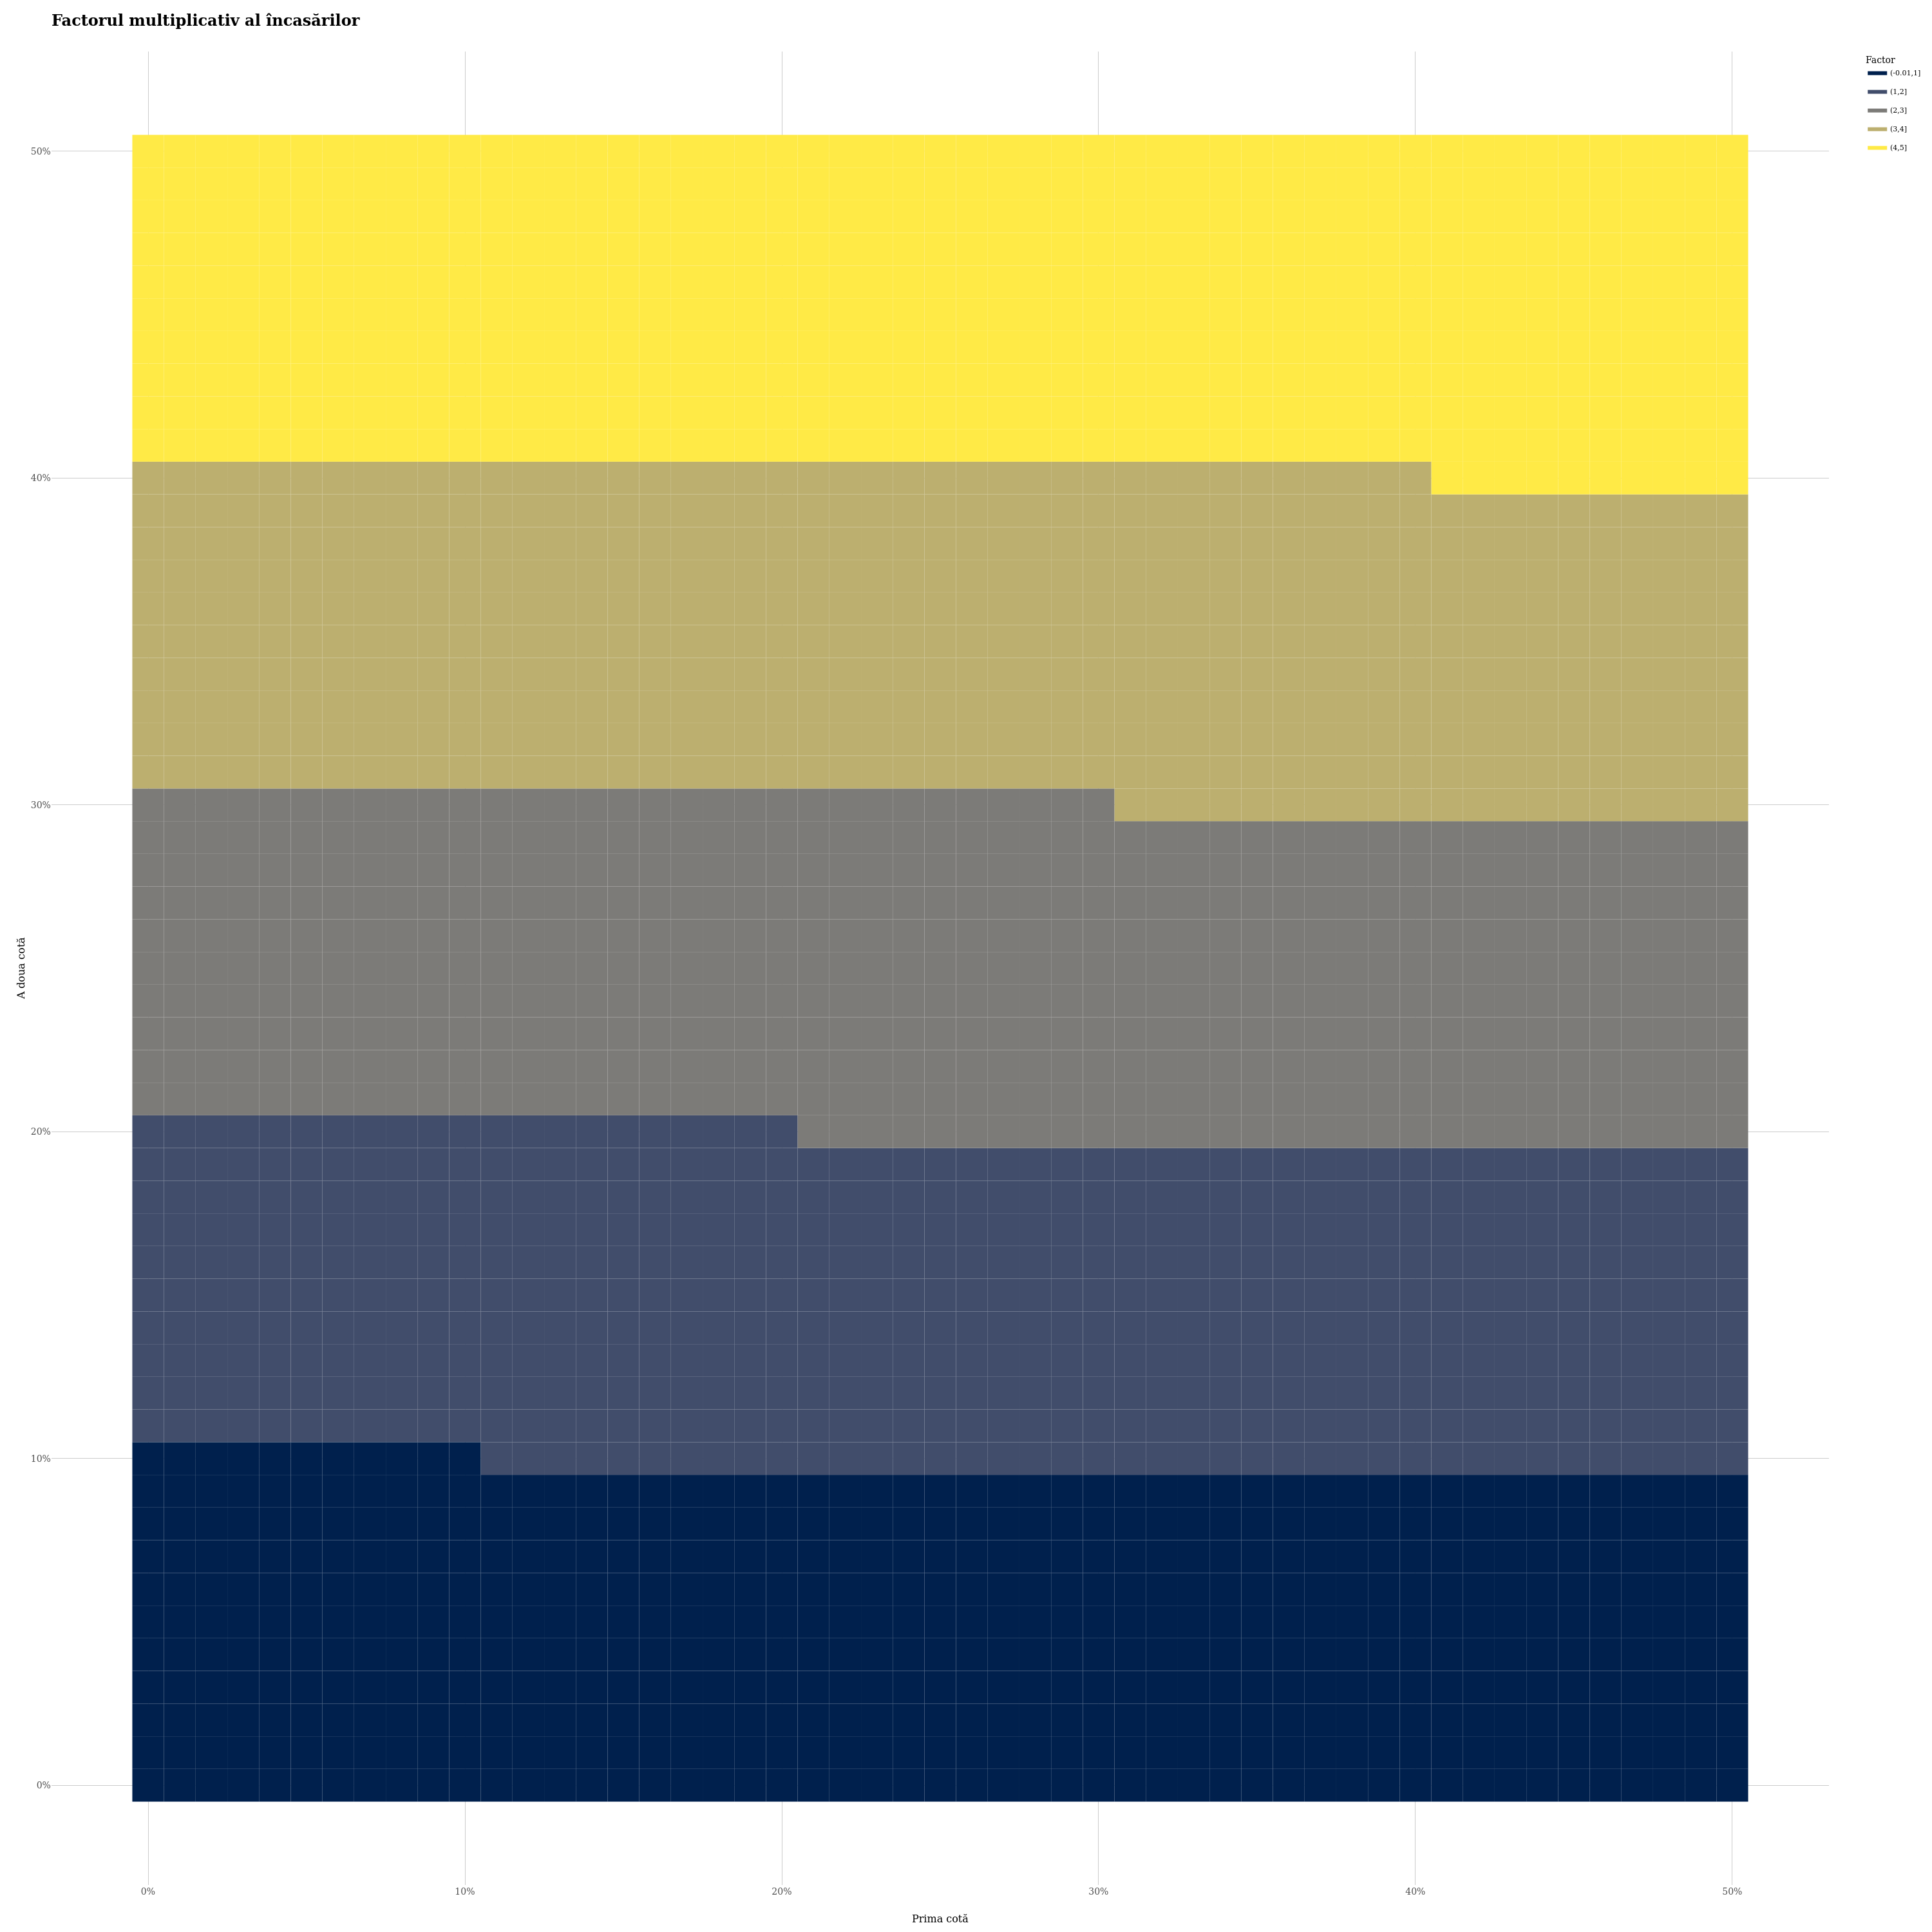 Factorul multiplicativ al încasărilor
Factor
(-0.01,1]
(1,2]
(2,3]
(3,4]
(4,5]
50%
40%
30%
20%
10%
0%
A doua cotă
0% 10% 20% 30% 40% 50%
Prima cotă